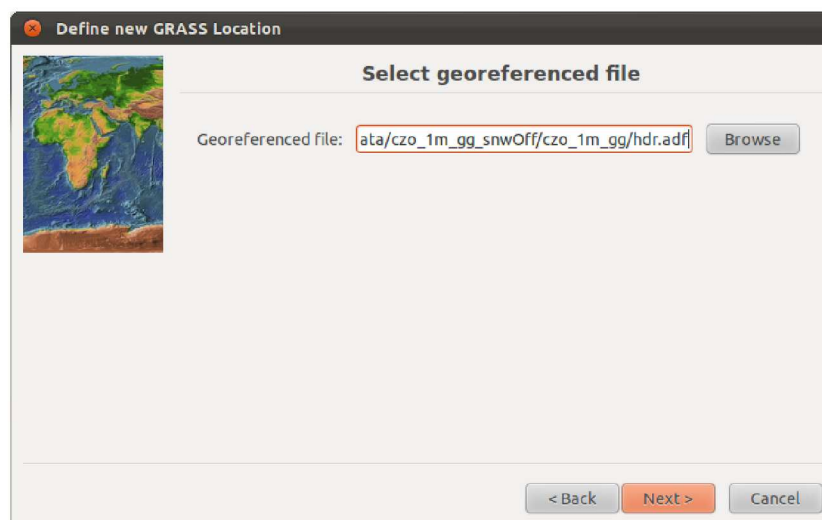 Define new GRASS Location
Select georeferenced file
Georeferenced file: ata/czo_1m_gg_snwOff/czo_1m_gg/hdr.adf Browse
< Back Next > Cancel